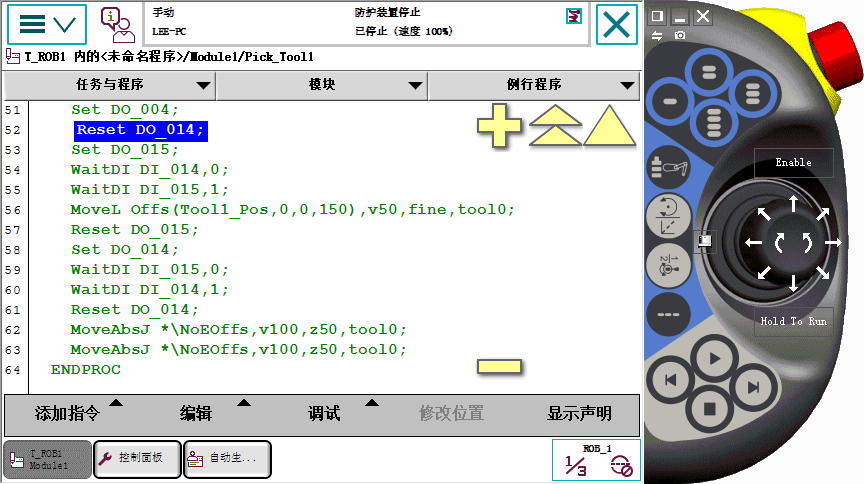 手动
防护装置停止
LEE-PC
已停止 (速度 100%)
T_ROB1 内的<未命名程序>/Module1/Pick_Tool1
任务与程序
模块
例行程序
51 Set DO_004;
52 Reset DO_014;
53 Set DO_015;
54 WaitDI DI_014,0;
55 WaitDI DI_015,1;
56 MoveL Offs(Tool1_Pos,0,0,150),v50,fine,tool0;
57 Reset DO_015;
58 Set DO_014;
59 WaitDI DI_015,0;
60 WaitDI DI_014,1;
61 Reset DO_014;
62 MoveAbsJ *\NoEOffs,v100,z50,tool0;
63 MoveAbsJ *\NoEOffs,v100,z50,tool0;
64 ENDPROC
添加指令
编辑
调试
修改位置
显示声明
T_ROB1
Module1
控制面板
自动生...
ROB_1
1/3
Enable
Hold To Run